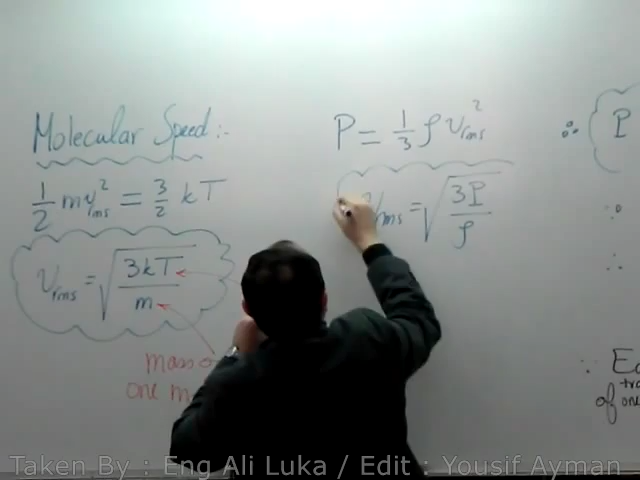 Molecular Speed:-
1/2 m v²rms = 3/2 kT
vrms = √(3kT/m)
mass o
one m
P = 1/3 ρ v²rms
vrms = √(3P/ρ)
∴ P
∵
∴
∵ E
tra
of one
Taken By : Eng Ali Luka / Edit : Yousif Ayman